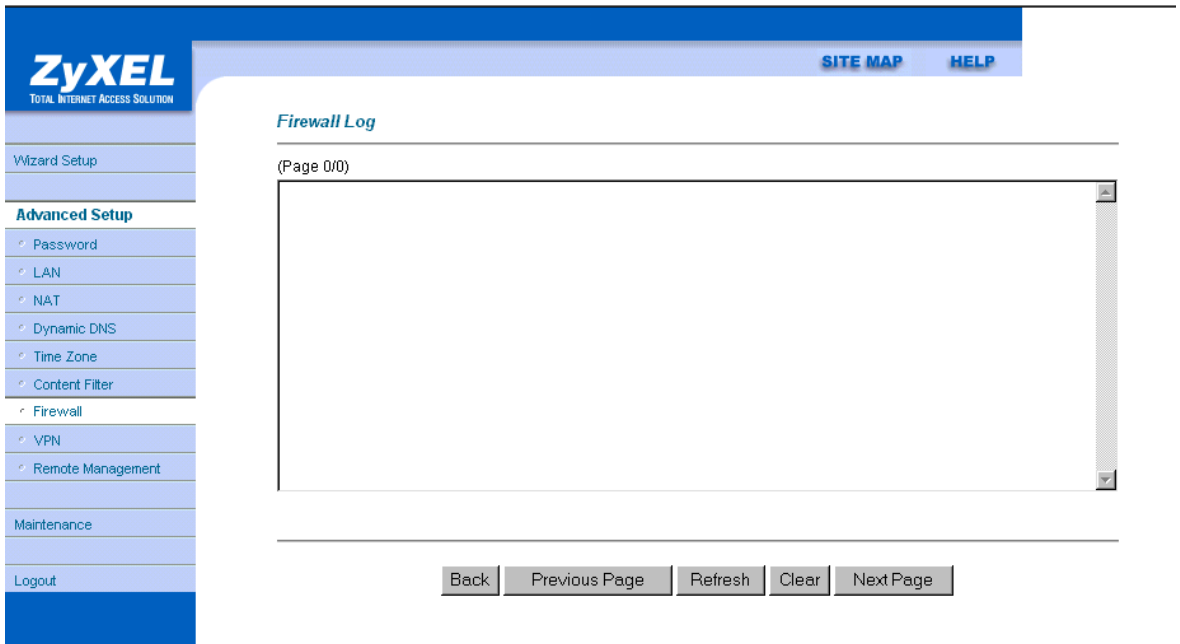 ZyXEL
TOTAL INTERNET ACCESS SOLUTION
SITE MAP HELP
Wizard Setup
Advanced Setup
Password
LAN
NAT
Dynamic DNS
Time Zone
Content Filter
Firewall
VPN
Remote Management
Maintenance
Logout
Firewall Log
(Page 0/0)
Back Previous Page Refresh Clear Next Page